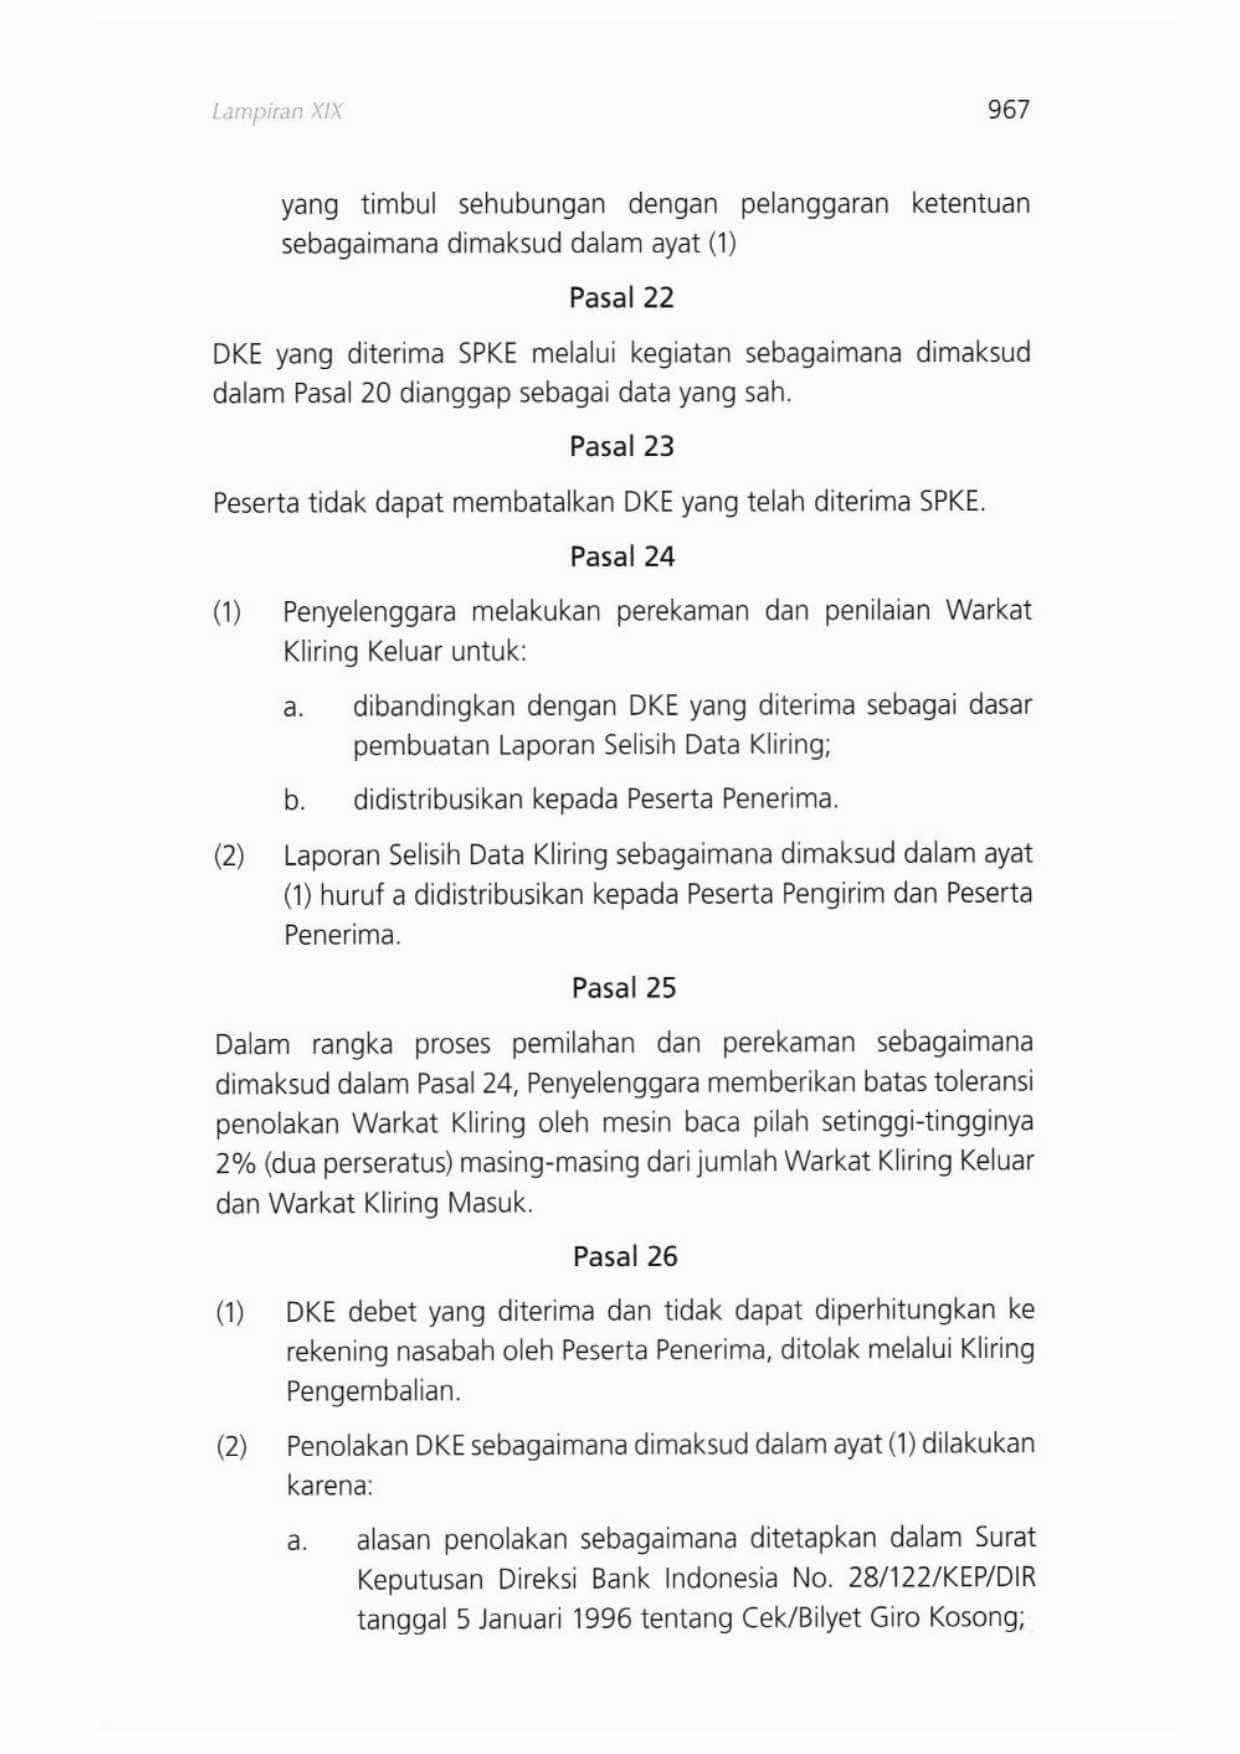 Lampiran XIX 967
yang timbul sehubungan dengan pelanggaran ketentuan
sebagaimana dimaksud dalam ayat (1)
Pasal 22
DKE yang diterima SPKE melalui kegiatan sebagaimana dimaksud
dalam Pasal 20 dianggap sebagai data yang sah.
Pasal 23
Peserta tidak dapat membatalkan DKE yang telah diterima SPKE.
Pasal 24
(1) Penyelenggara melakukan perekaman dan penilaian Warkat
Kliring Keluar untuk:
a. dibandingkan dengan DKE yang diterima sebagai dasar
pembuatan Laporan Selisih Data Kliring;
b. didistribusikan kepada Peserta Penerima.
(2) Laporan Selisih Data Kliring sebagaimana dimaksud dalam ayat
(1) huruf a didistribusikan kepada Peserta Pengirim dan Peserta
Penerima.
Pasal 25
Dalam rangka proses pemilahan dan perekaman sebagaimana
dimaksud dalam Pasal 24, Penyelenggara memberikan batas toleransi
penolakan Warkat Kliring oleh mesin baca pilah setinggi-tingginya
2% (dua perseratus) masing-masing dari jumlah Warkat Kliring Keluar
dan Warkat Kliring Masuk.
Pasal 26
(1) DKE debet yang diterima dan tidak dapat diperhitungkan ke
rekening nasabah oleh Peserta Penerima, ditolak melalui Kliring
Pengembalian.
(2) Penolakan DKE sebagaimana dimaksud dalam ayat (1) dilakukan
karena:
a. alasan penolakan sebagaimana ditetapkan dalam Surat
Keputusan Direksi Bank Indonesia No. 28/122/KEP/DIR
tanggal 5 Januari 1996 tentang Cek/Bilyet Giro Kosong;